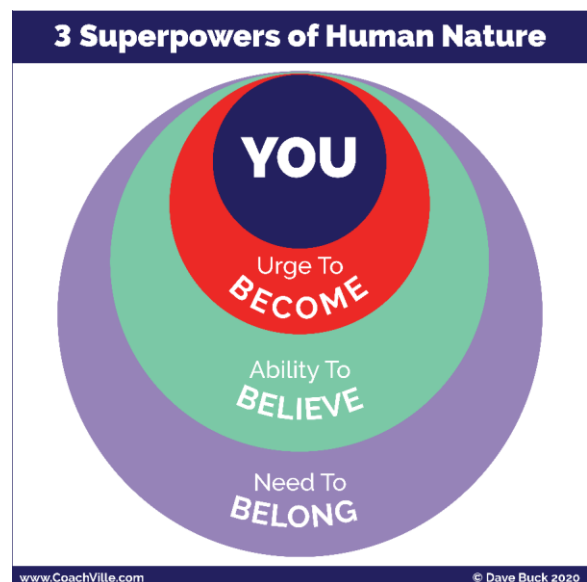 3 Superpowers of Human Nature
YOU
Urge To
BECOME
Ability To
BELIEVE
Need To
BELONG
www.CoachVille.com
© Dave Buck 2020